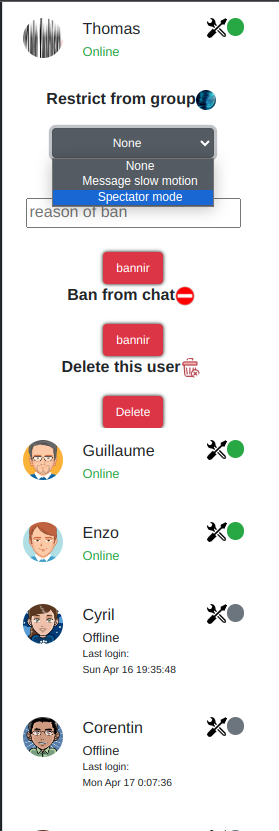 Thomas
Online
Restrict from group
None
None
Message slow motion
Spectator mode
reason of ban
bannir
Ban from chat
bannir
Delete this user
Delete
Guillaume
Online
Enzo
Online
Cyril
Offline
Last login:
Sun Apr 16 19:35:48
Corentin
Offline
Last login:
Mon Apr 17 0:07:36